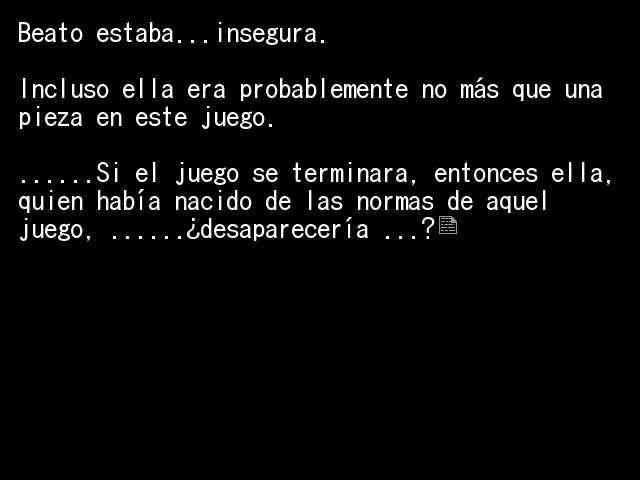 Beato estaba...insegura.
Incluso ella era probablemente no más que una
pieza en este juego.
......Si el juego se terminara, entonces ella,
quien había nacido de las normas de aquel
juego, ......¿desaparecería ...?